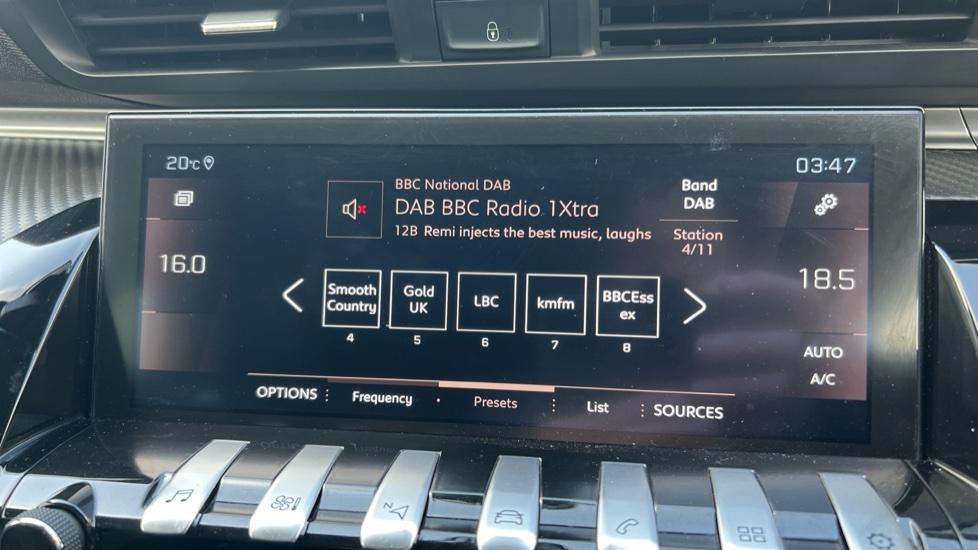 20°C
03:47
BBC National DAB
DAB BBC Radio 1Xtra
12B Remi injects the best music, laughs
Band
DAB
Station
4/11
16.0
18.5
Smooth
Country
4
Gold
UK
5
LBC
6
kmfm
7
BBCEss
ex
8
AUTO
A/C
OPTIONS
Frequency
Presets
List
SOURCES
N